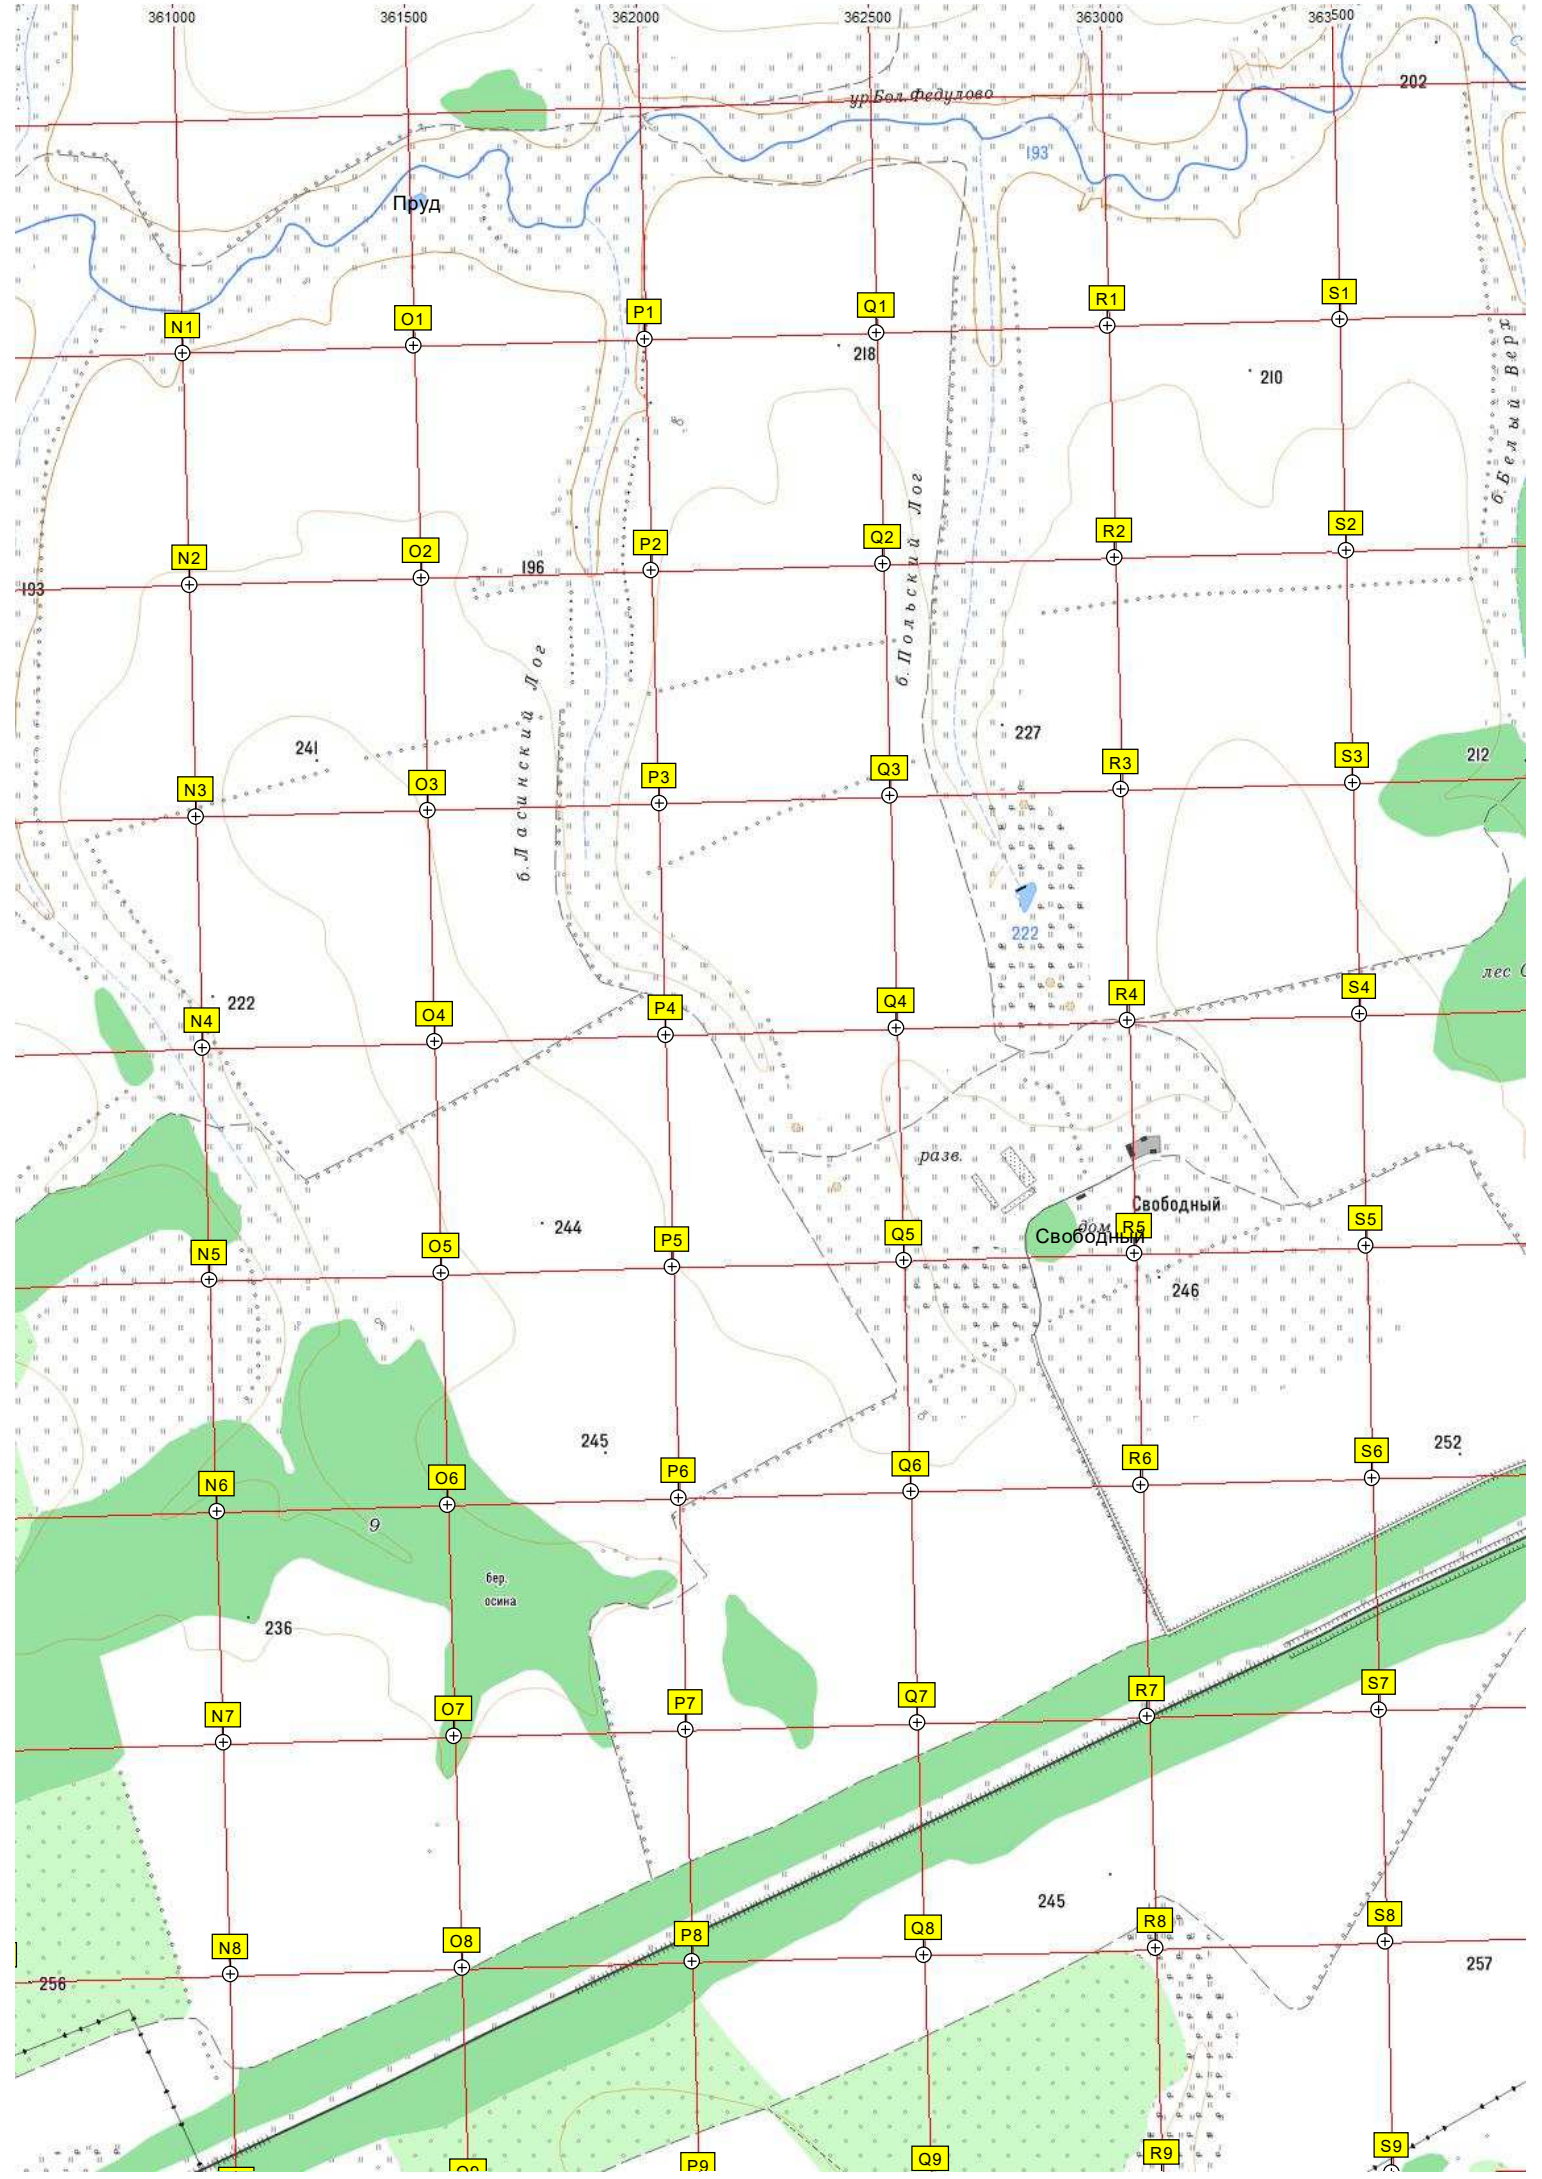 361000 361500 362000 362500 363000 363500
202
ур.Бол.Федулово
193
Пруд
N1 O1 P1 Q1 R1 S1
218
210
б. Белый Верх
б. Польский Лог
N2 O2 P2 Q2 R2 S2
193
196
б. Ласинский Лог
227
241
212
N3 O3 P3 Q3 R3 S3
222
лес
222
N4 O4 P4 Q4 R4 S4
разв.
Свободный
244
дом
Свободный
N5 O5 P5 Q5 R5 S5
246
245
252
N6 O6 P6 Q6 R6 S6
9
бер.
осина
236
N7 O7 P7 Q7 R7 S7
245
N8 O8 P8 Q8 R8 S8
256
257
P9 Q9 R9 S9